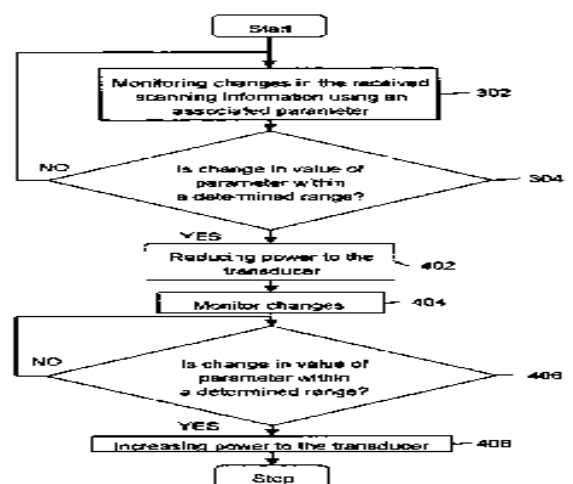 Start
Monitoring changes in the received
scanning information using an
associated parameter
302
NO
Is change in value of
parameter within
a determined range?
304
YES
Reducing power to the
transducer
402
Monitor changes
404
NO
Is change in value of
parameter within
a determined range?
406
YES
Increasing power to the transducer
408
Stop